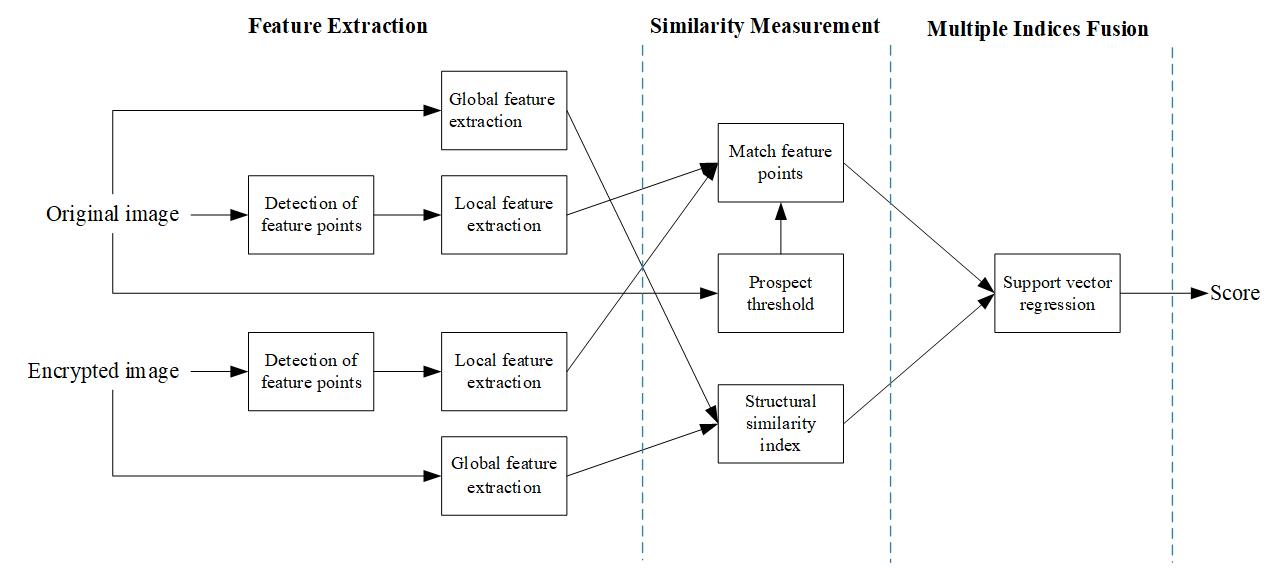 Feature Extraction
Similarity Measurement
Multiple Indices Fusion
Global feature
extraction
Match feature
points
Original image
Detection of
feature points
Local feature
extraction
Prospect
threshold
Support vector
regression
Score
Encrypted image
Detection of
feature points
Local feature
extraction
Structural
similarity
index
Global feature
extraction